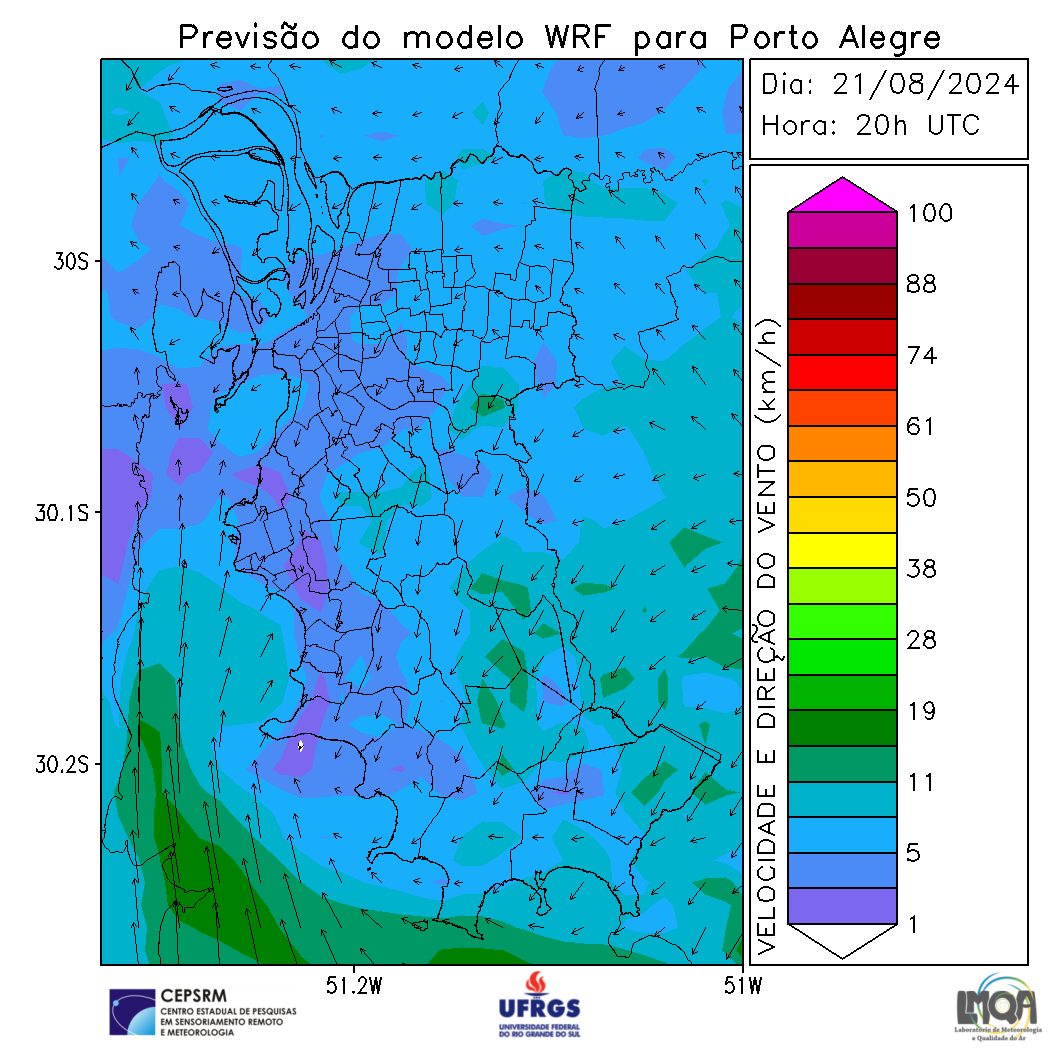 Previsão do modelo WRF para Porto Alegre
Dia: 21/08/2024
Hora: 20h UTC
30S
30.1S
30.2S
51.2W
51W
VELOCIDADE E DIREÇÃO DO VENTO (km/h)
100
88
74
61
50
38
28
19
11
5
1
CEPSRM
CENTRO ESTADUAL DE PESQUISAS
EM SENSORIAMENTO REMOTO
E METEOROLOGIA
UFRGS
UNIVERSIDADE FEDERAL
DO RIO GRANDE DO SUL
LMQA
Laboratório de Meteorologia
e Qualidade do Ar